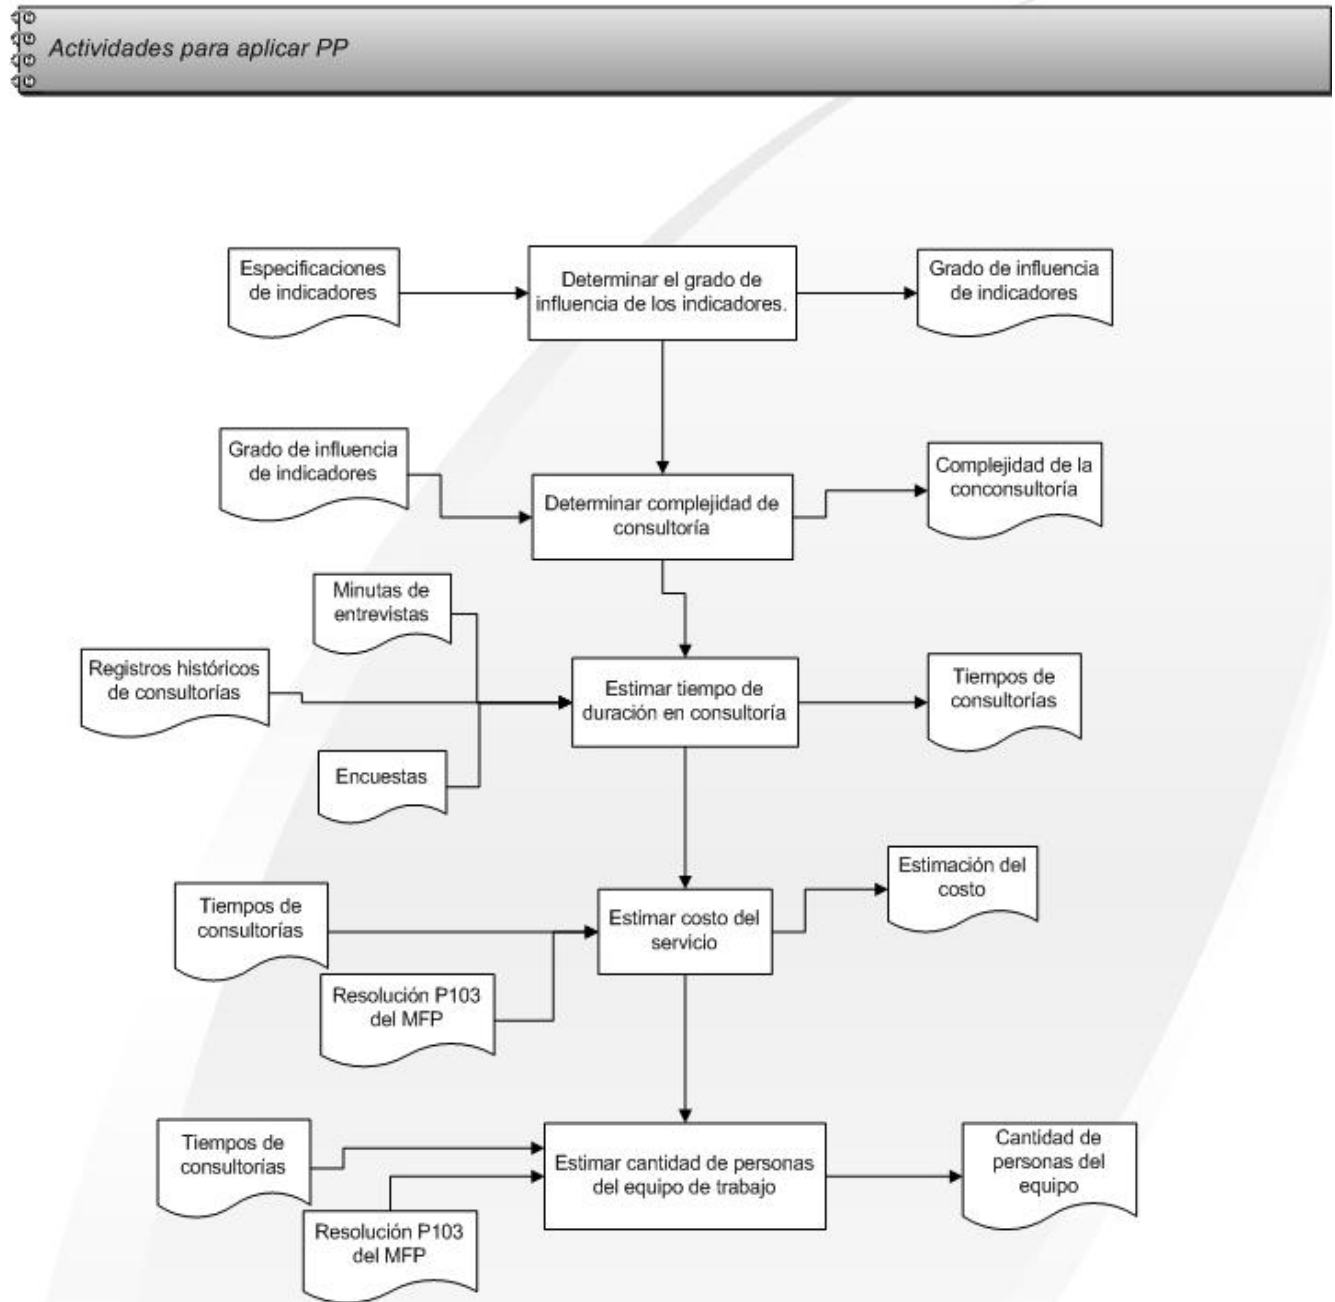 Actividades para aplicar PP
Especificaciones
de indicadores
Determinar el grado de
influencia de los indicadores.
Grado de influencia
de indicadores
Grado de influencia
de indicadores
Determinar complejidad de
consultoría
Complejidad de la
conconsultoría
Minutas de
entrevistas
Registros históricos
de consultorías
Encuestas
Estimar tiempo de
duración en consultoría
Tiempos de
consultorías
Tiempos de
consultorías
Resolución P103
del MFP
Estimar costo del
servicio
Estimación del
costo
Tiempos de
consultorías
Resolución P103
del MFP
Estimar cantidad de personas
del equipo de trabajo
Cantidad de
personas del
equipo